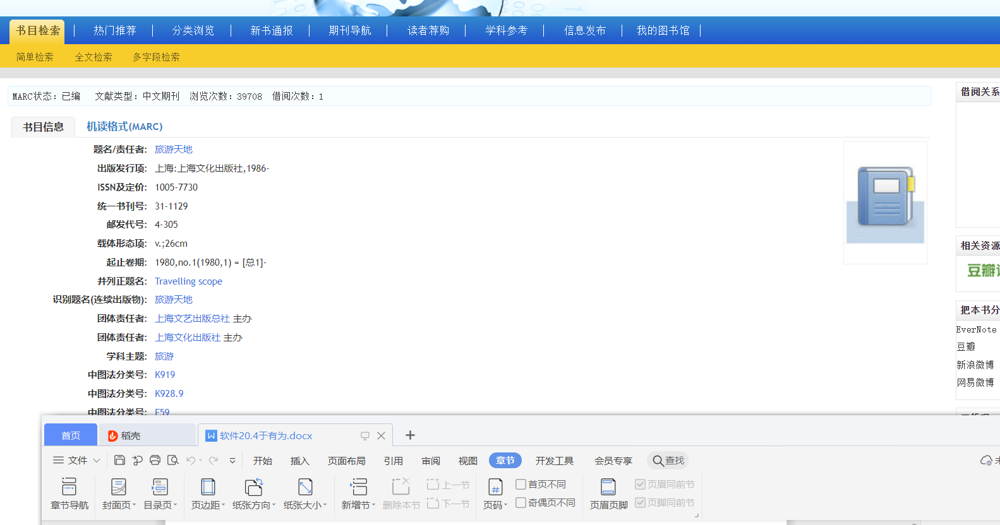 书目检索 热门推荐 分类浏览 新书通报 期刊导航 读者荐购 学科参考 信息发布 我的图书馆
简单检索 全文检索 多字段检索
MARC状态：已编 文献类型：中文期刊 浏览次数：39708 借阅次数：1
借阅关系
书目信息 机读格式(MARC)
题名/责任者: 旅游天地
出版发行项: 上海:上海文化出版社,1986-
ISSN及定价: 1005-7730
统一书刊号: 31-1129
邮发代号: 4-305
载体形态项: v.;26cm
起止卷期: 1980,no.1(1980,1) = [总1]-
并列正题名: Travelling scope
识别题名(连续出版物): 旅游天地
团体责任者: 上海文艺出版总社 主办
团体责任者: 上海文化出版社 主办
学科主题: 旅游
中图法分类号: K919
中图法分类号: K928.9
中图法分类号: F59
相关资源
豆瓣
把本书分
EverNote
豆瓣
新浪微博
网易微博
首页 稻壳 软件20.4于有为.docx
文件 开始 插入 页面布局 引用 审阅 视图 章节 开发工具 会员专享 查找
章节导航 封面页 目录页 页边距 纸张方向 纸张大小 新增节 删除本节 上一节 下一节 页码 首页不同 奇偶页不同 页眉页脚 页眉同前节 页脚同前节